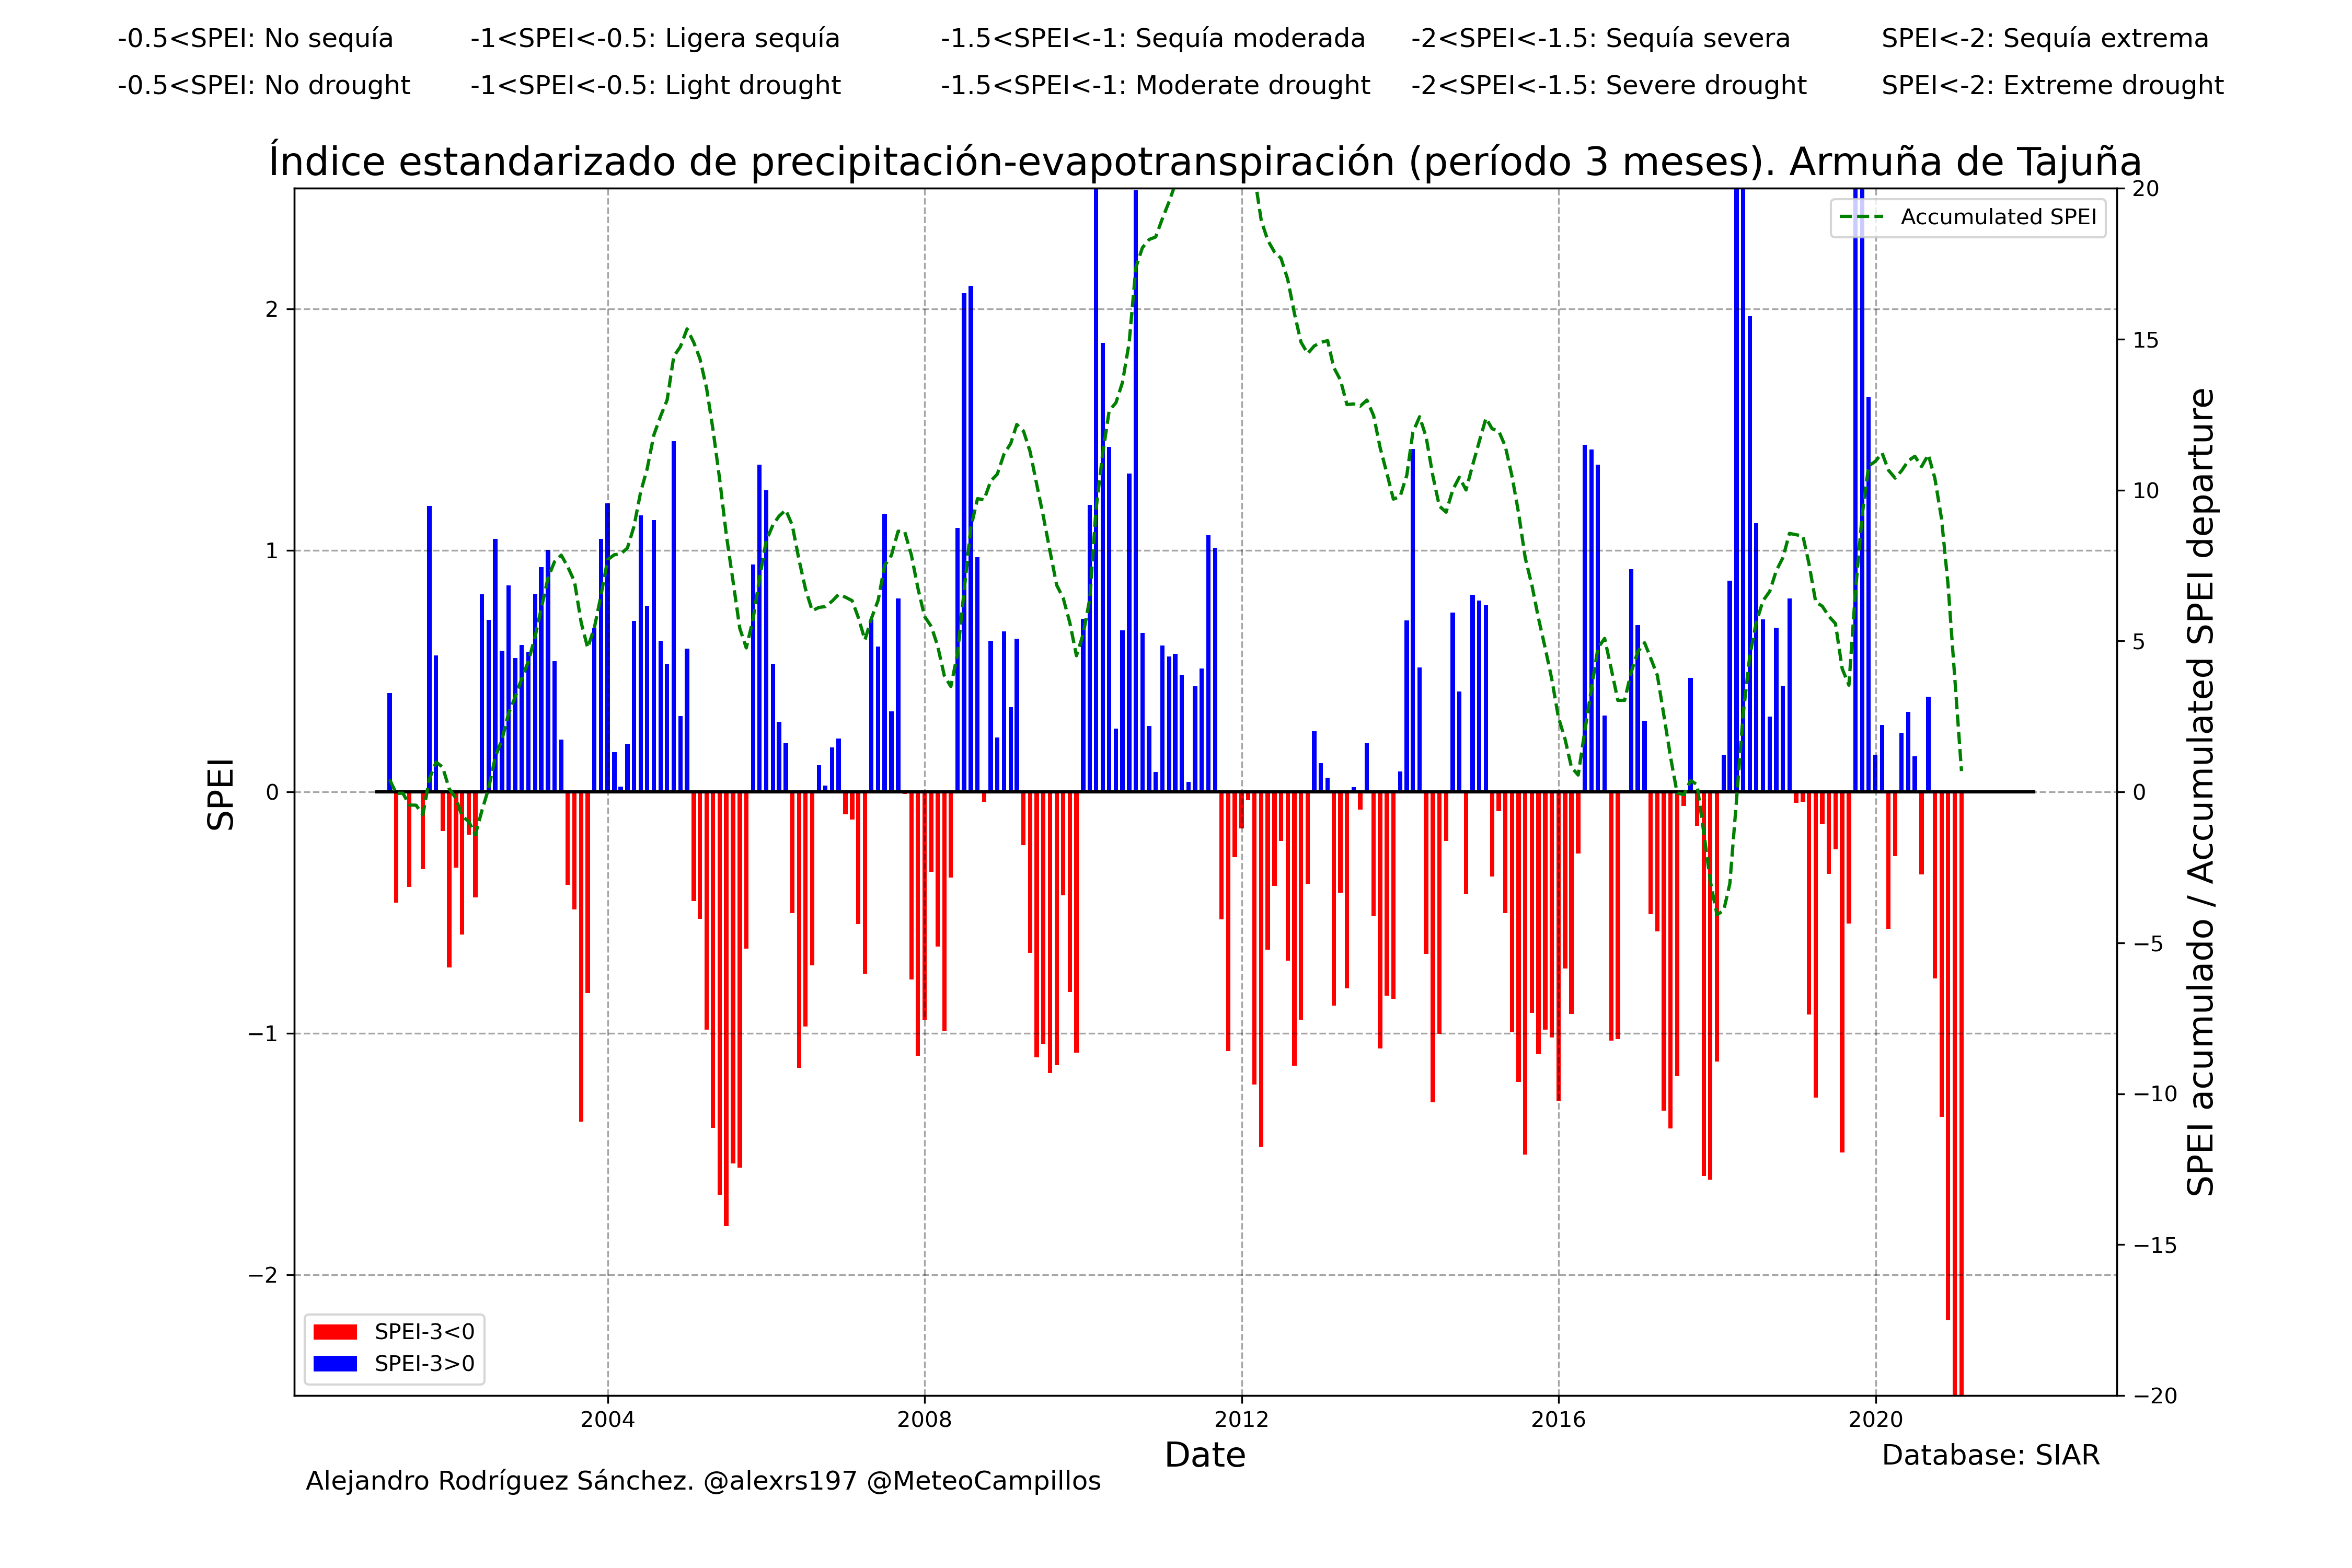 -0.5<SPEI: No sequía
-1<SPEI<-0.5: Ligera sequía
-1.5<SPEI<-1: Sequía moderada
-2<SPEI<-1.5: Sequía severa
SPEI<-2: Sequía extrema
-0.5<SPEI: No drought
-1<SPEI<-0.5: Light drought
-1.5<SPEI<-1: Moderate drought
-2<SPEI<-1.5: Severe drought
SPEI<-2: Extreme drought
Índice estandarizado de precipitación-evapotranspiración (período 3 meses). Armuña de Tajuña
SPEI
2
1
0
−1
−2
Accumulated SPEI
20
15
10
5
0
−5
−10
−15
−20
SPEI acumulado / Accumulated SPEI departure
SPEI-3<0
SPEI-3>0
2004
2008
2012
2016
2020
Date
Database: SIAR
Alejandro Rodríguez Sánchez. @alexrs197 @MeteoCampillos